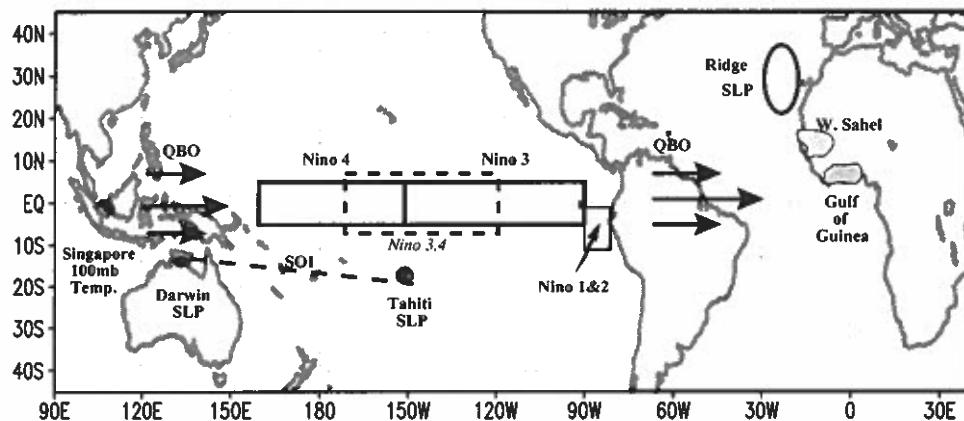 40N
30N
20N
10N
EQ
10S
20S
30S
40S
Ridge
SLP
W. Sahel
QBO
Nino 4
Nino 3
QBO
Gulf
of
Guinea
Nino 3,4
Singapore
100mb
Temp.
SOI
Darwin
SLP
Tahiti
SLP
Nino 1&2
90E
120E
150E
180
150W
120W
90W
60W
30W
0
30E